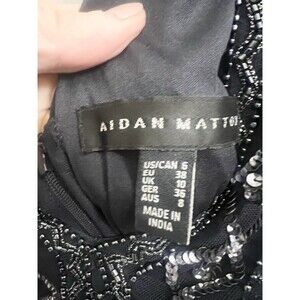 AIDAN MATTOX
US/CAN 6
EU 38
UK 10
GER 36
AUS 8
MADE IN
INDIA